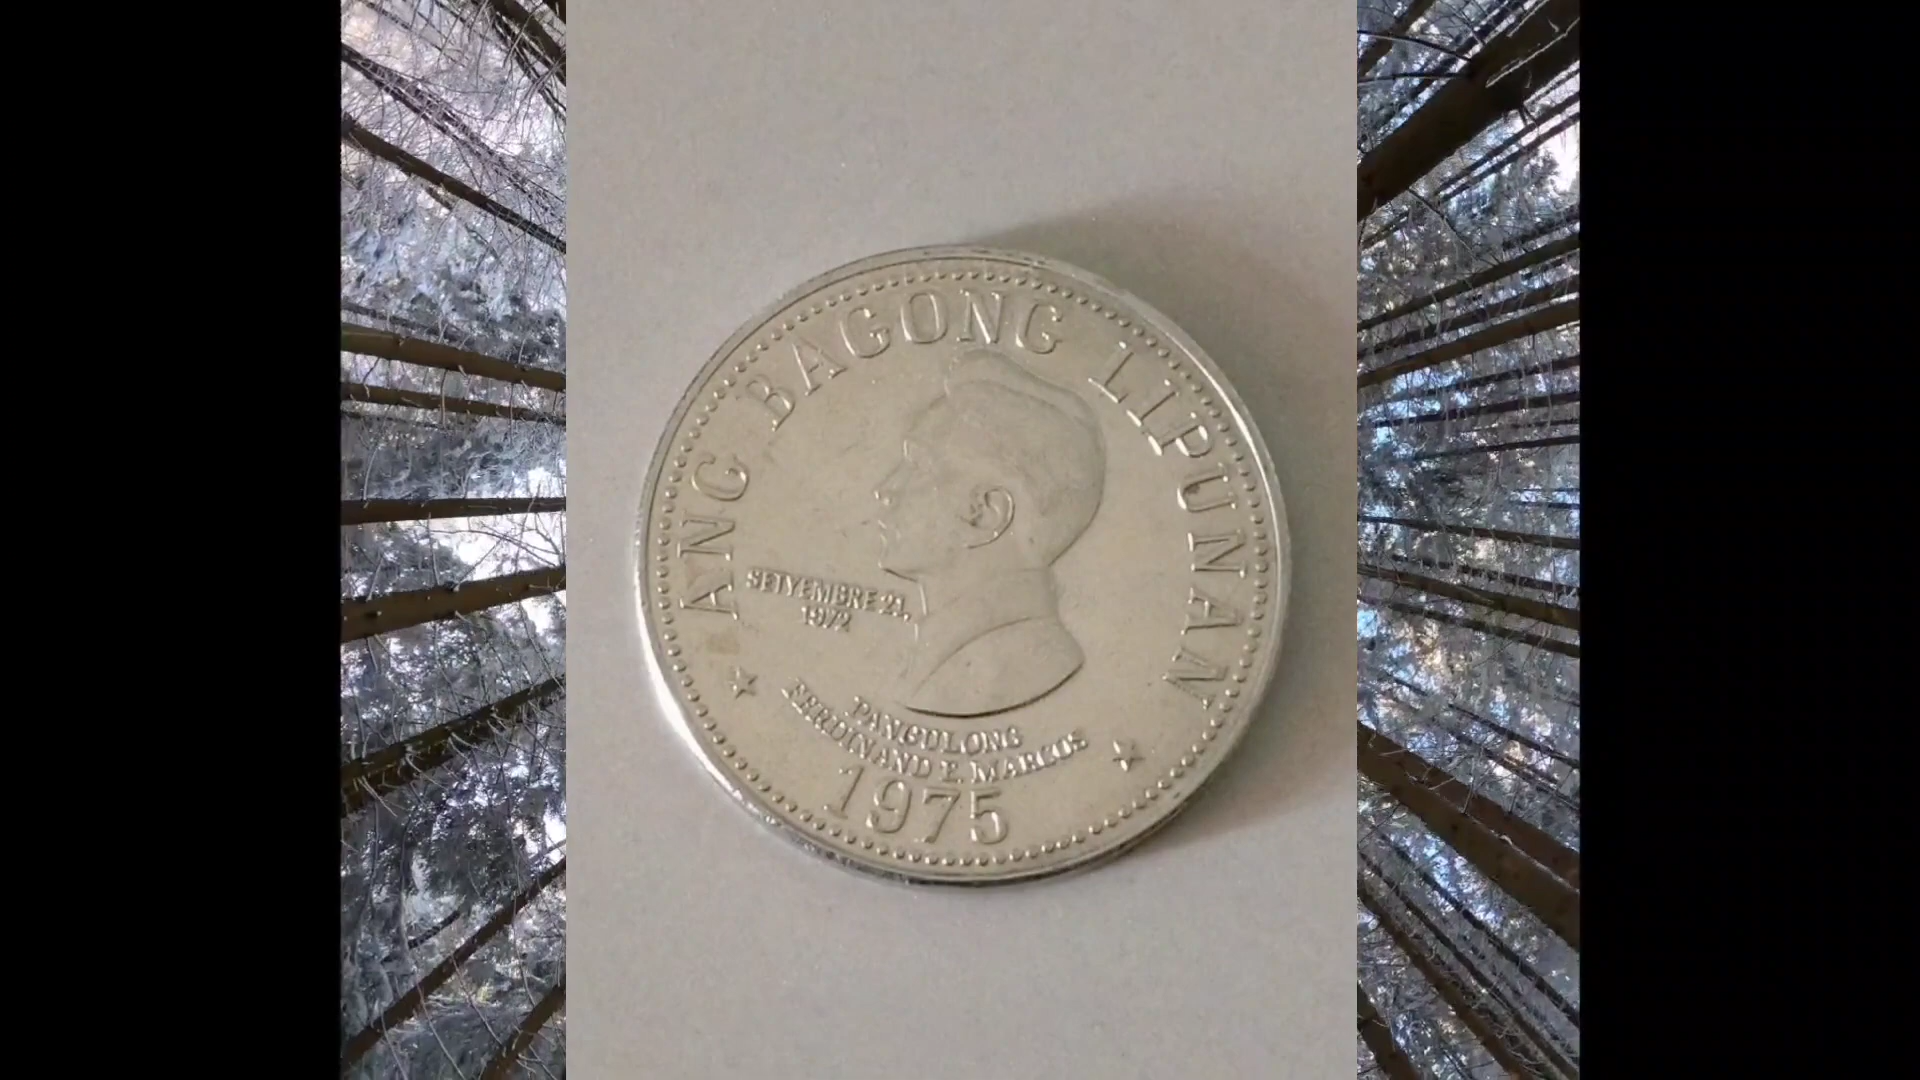 ANG BAGONG LIPUNAN
SETYEMBRE 21,
1972
PANGULONG
FERDINAND E. MARCOS
1975